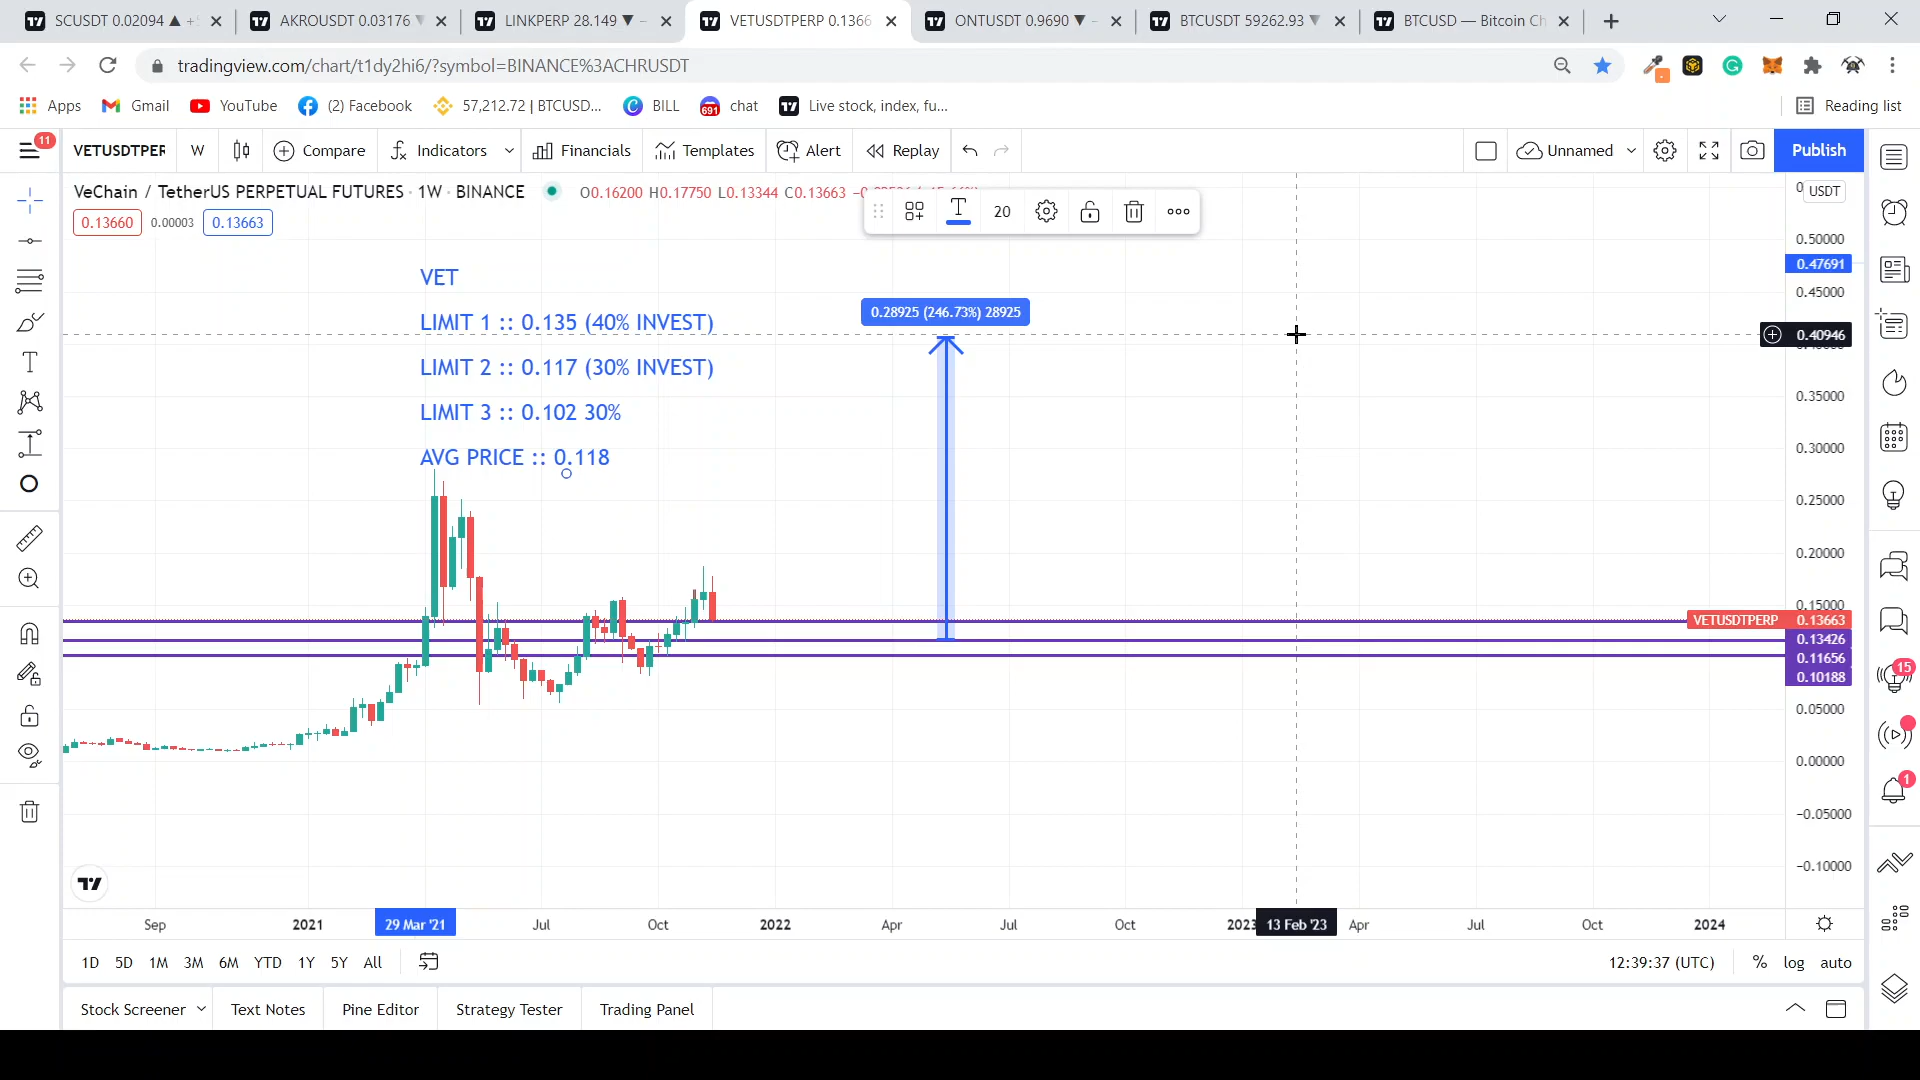 SCUSDT 0.02094 ▲ +
AKROUSDT 0.03176 ▼
LINKPERP 28.149 ▼ −
VETUSDTPERP 0.1366
ONTUSDT 0.9690 ▼ −
BTCUSDT 59262.93 ▼
BTCUSD — Bitcoin Ch
tradingview.com/chart/t1dy2hi6/?symbol=BINANCE%3ACHRUSDT
Apps Gmail YouTube (2) Facebook 57,212.72 | BTCUSD... BILL 691 chat Live stock, index, fu... Reading list
11 VETUSDTPER W Compare Indicators Financials Templates Alert Replay Unnamed Publish
VeChain / TetherUS PERPETUAL FUTURES · 1W · BINANCE O0.16200 H0.17750 L0.13344 C0.13663
USDT
0.13660 0.00003 0.13663
20
VET
LIMIT 1 :: 0.135 (40% INVEST)
LIMIT 2 :: 0.117 (30% INVEST)
LIMIT 3 :: 0.102 30%
AVG PRICE :: 0.118
0.28925 (246.73%) 28925
0.50000
0.47691
0.45000
0.40946
0.35000
0.30000
0.25000
0.20000
0.15000
VETUSDTPERP 0.13663
0.13426
0.11656
0.10188
0.05000
0.00000
−0.05000
−0.10000
15
1
Sep 2021 29 Mar '21 Jul Oct 2022 Apr Jul Oct 2023 13 Feb '23 Apr Jul Oct 2024
1D 5D 1M 3M 6M YTD 1Y 5Y All 12:39:37 (UTC) % log auto
Stock Screener Text Notes Pine Editor Strategy Tester Trading Panel